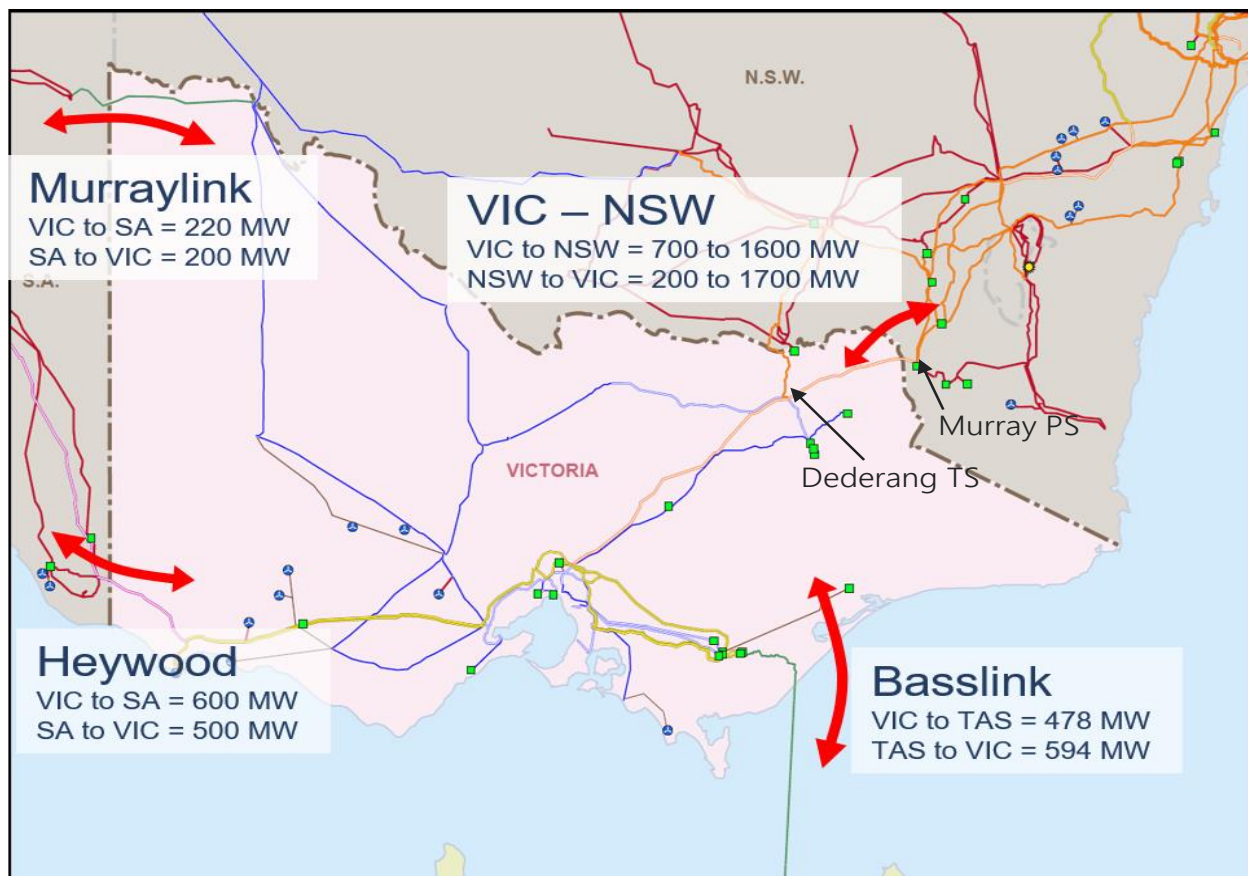 N.S.W.
Murraylink
VIC to SA = 220 MW
SA to VIC = 200 MW
S.A.
VIC – NSW
VIC to NSW = 700 to 1600 MW
NSW to VIC = 200 to 1700 MW
Murray PS
Dederang TS
VICTORIA
Heywood
VIC to SA = 600 MW
SA to VIC = 500 MW
Basslink
VIC to TAS = 478 MW
TAS to VIC = 594 MW